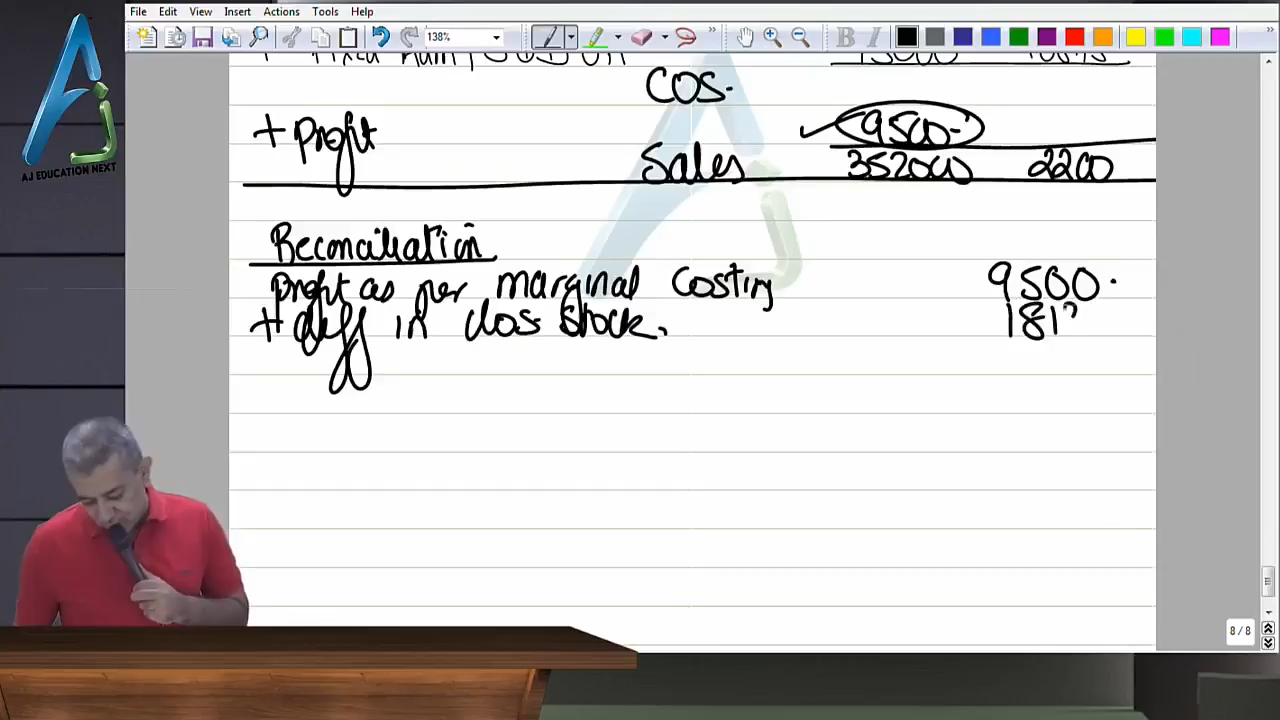 File Edit View Insert Actions Tools Help
138%
B I
AJ EDUCATION NEXT
COS.
+ Profit 9500
Sales 352000 2200
Reconciliation
Profit as per marginal costing 9500
+ diff in clos stock. 181
8 / 8